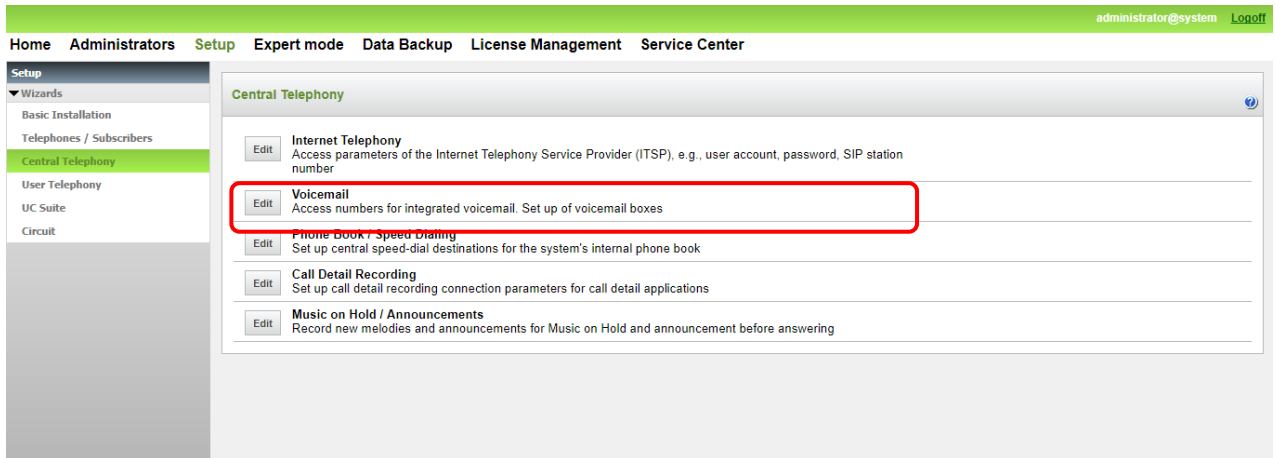 administrator@system Logoff
Home Administrators Setup Expert mode Data Backup License Management Service Center
Setup
Wizards
Basic Installation
Telephones / Subscribers
Central Telephony
User Telephony
UC Suite
Circuit
Central Telephony
?
Edit
Internet Telephony
Access parameters of the Internet Telephony Service Provider (ITSP), e.g., user account, password, SIP station
number
Edit
Voicemail
Access numbers for integrated voicemail. Set up of voicemail boxes
Edit
Phone Book / Speed Dialing
Set up central speed-dial destinations for the system's internal phone book
Edit
Call Detail Recording
Set up call detail recording connection parameters for call detail applications
Edit
Music on Hold / Announcements
Record new melodies and announcements for Music on Hold and announcement before answering